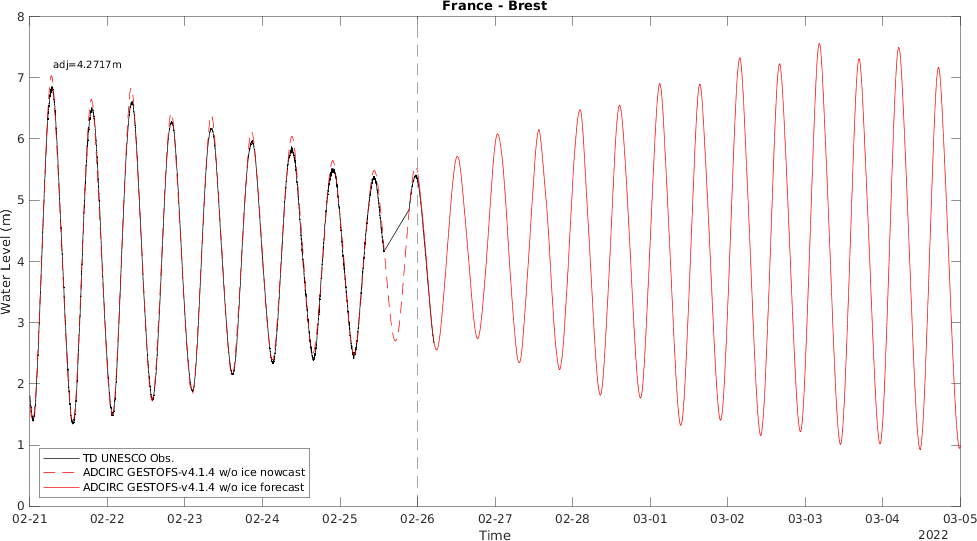 France - Brest
adj=4.2717m
8
7
6
5
4
3
2
1
0
Water Level (m)
TD UNESCO Obs.
ADCIRC GESTOFS-v4.1.4 w/o ice nowcast
ADCIRC GESTOFS-v4.1.4 w/o ice forecast
02-21 02-22 02-23 02-24 02-25 02-26 02-27 02-28 03-01 03-02 03-03 03-04 03-05
Time
2022